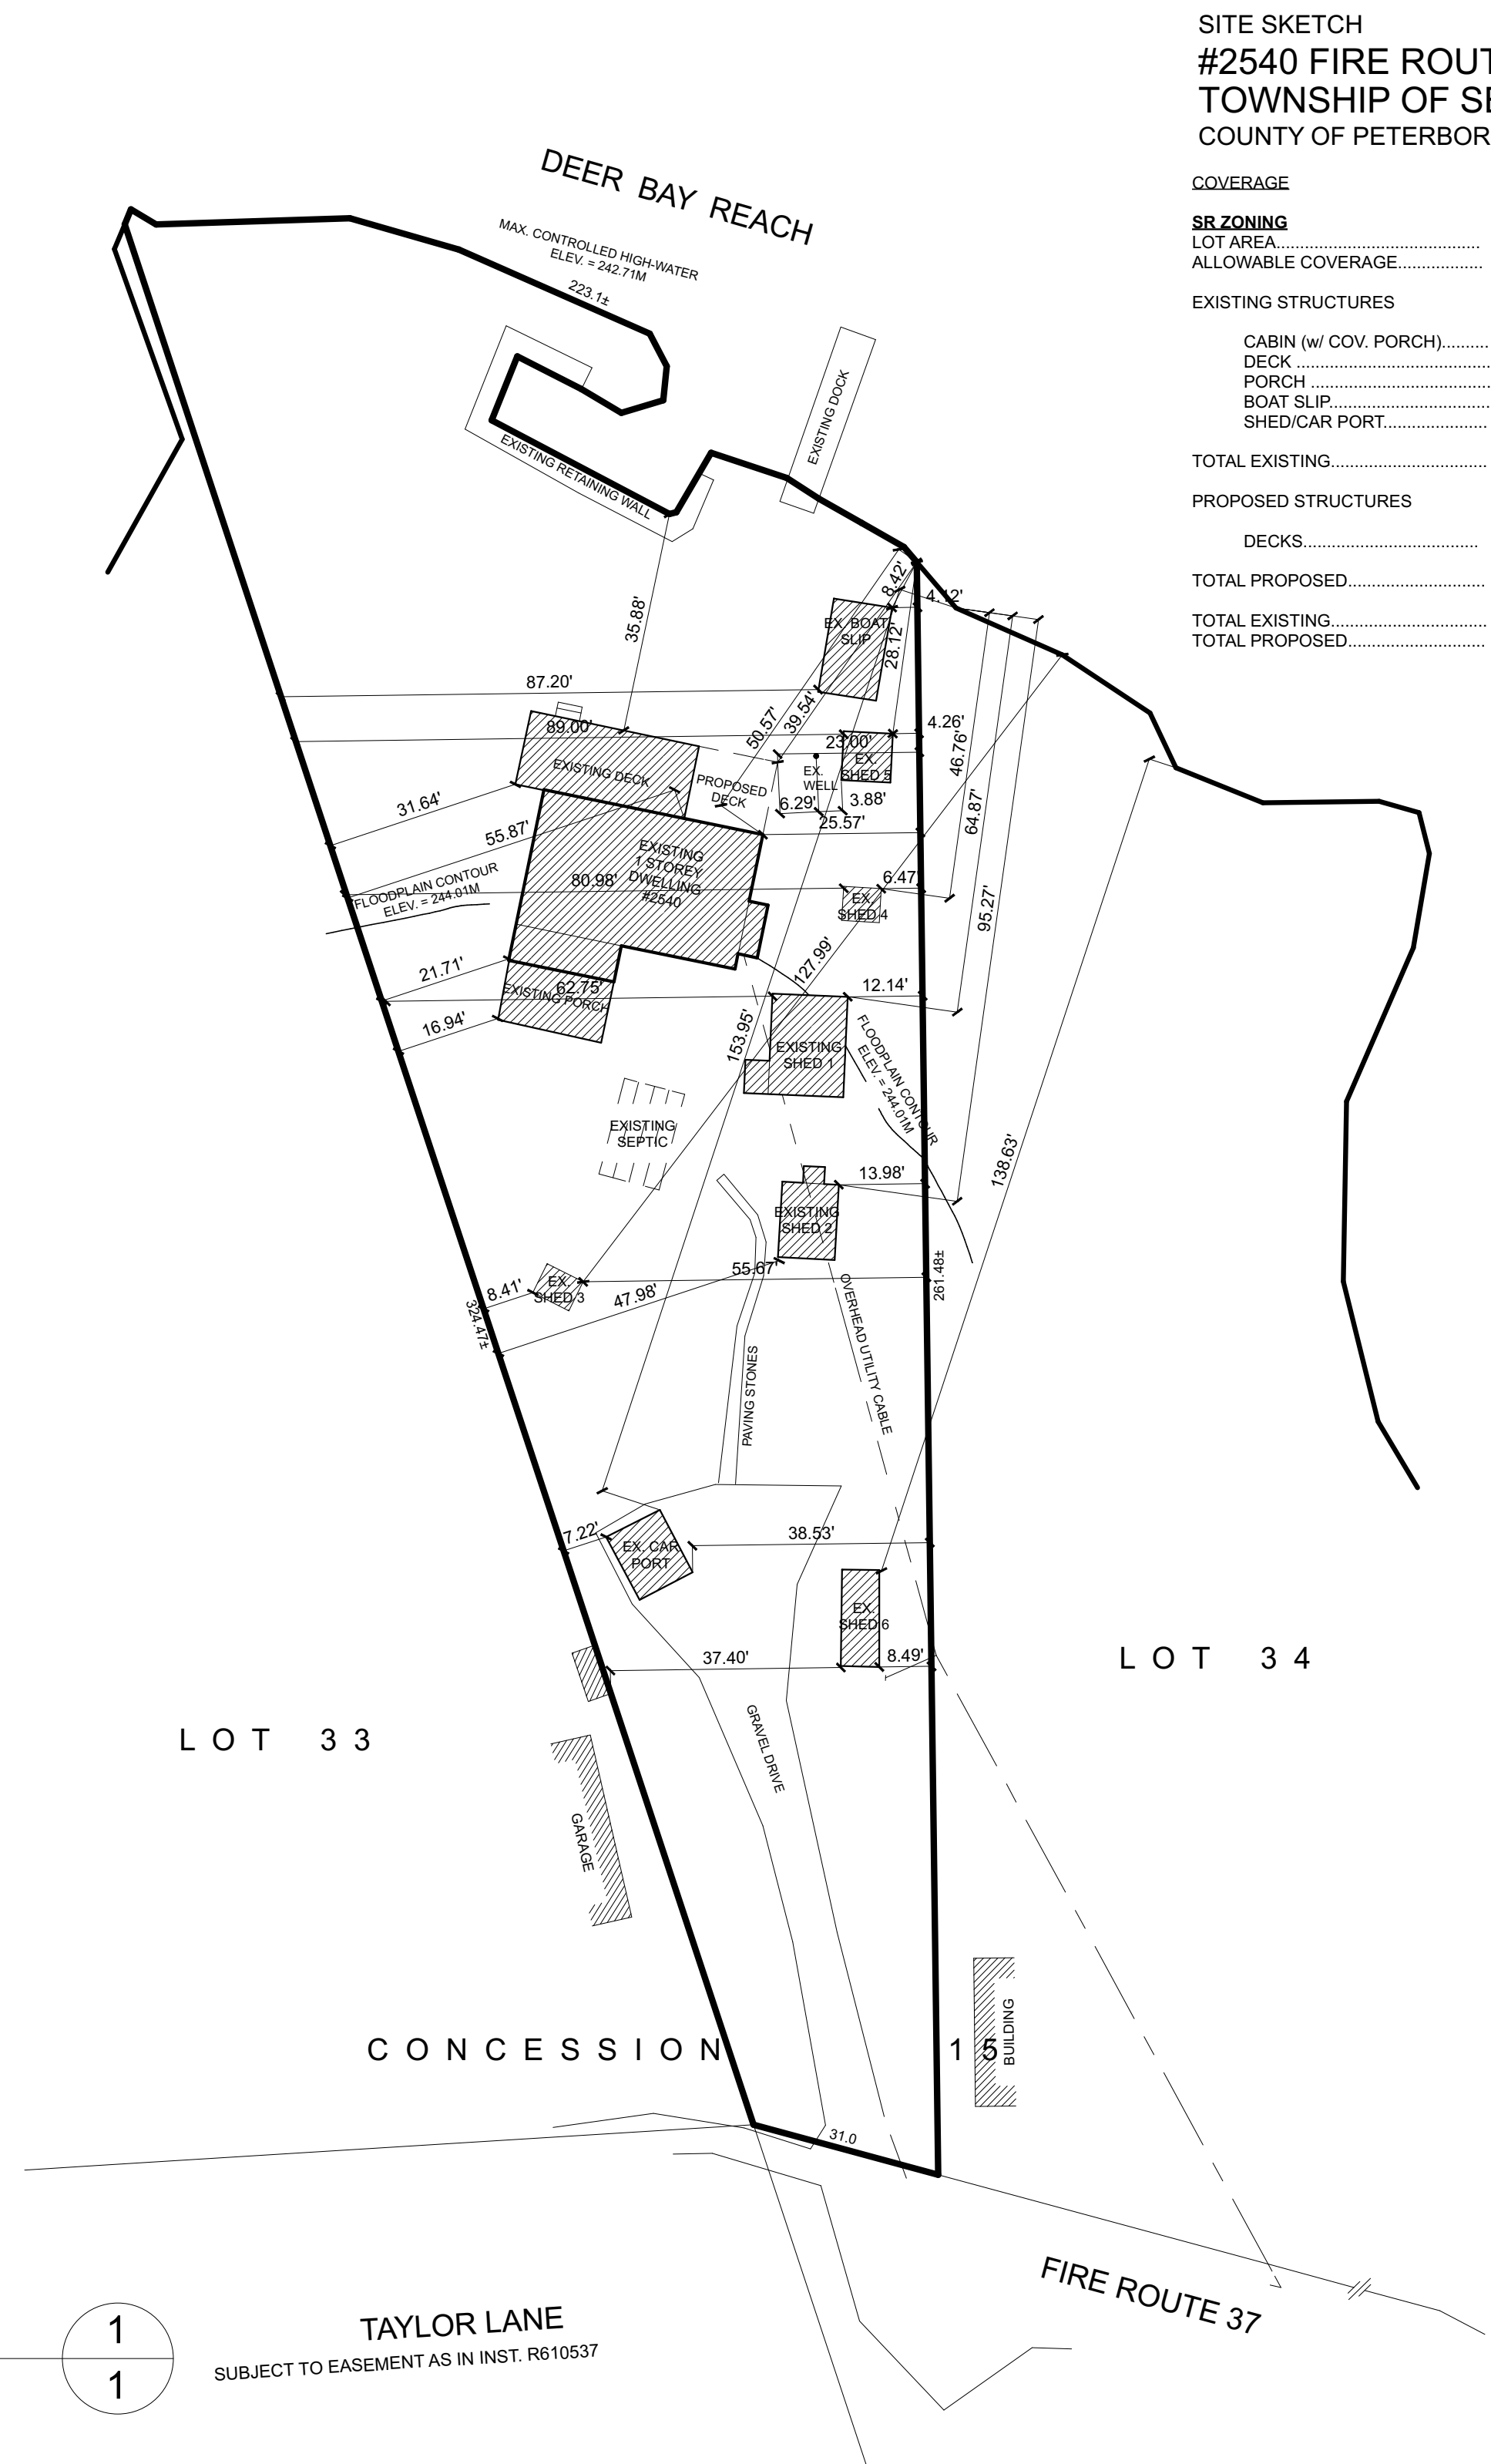 SITE SKETCH
#2540 FIRE ROUT
TOWNSHIP OF SE
COUNTY OF PETERBOR
COVERAGE
SR ZONING
LOT AREA...........................................
ALLOWABLE COVERAGE..................
EXISTING STRUCTURES
CABIN (w/ COV. PORCH)..........
DECK .........................................
PORCH ......................................
BOAT SLIP..................................
SHED/CAR PORT......................
TOTAL EXISTING.................................
PROPOSED STRUCTURES
DECKS.....................................
TOTAL PROPOSED.............................
TOTAL EXISTING.................................
TOTAL PROPOSED.............................
DEER BAY REACH
MAX. CONTROLLED HIGH-WATER
ELEV. = 242.71M
223.1±
EXISTING DOCK
EXISTING RETAINING WALL
35.88'
8.42'
4.12'
EX. BOAT
SLIP
28.12'
87.20'
50.57'
39.54'
89.00'
4.26'
23.00'
46.76'
EXISTING DECK
PROPOSED
DECK
EX.
WELL
EX.
SHED 5
31.64'
6.29'
3.88'
25.57'
64.87'
55.87'
EXISTING
1 STOREY
DWELLING
#2540
80.98'
6.47'
FLOODPLAIN CONTOUR
ELEV. = 244.01M
EX.
SHED 4
95.27'
21.71'
127.99'
62.75'
EXISTING PORCH
12.14'
16.94'
153.95'
EXISTING
SHED 1
FLOODPLAIN CONTOUR
ELEV. = 244.01M
EXISTING
SEPTIC
138.63'
13.98'
EXISTING
SHED 2
55.67'
261.48±
8.41'
EX.
SHED 3
47.98'
324.47±
OVERHEAD UTILITY CABLE
PAVING STONES
7.22'
38.53'
EX. CAR
PORT
EX.
SHED 6
37.40'
8.49'
LOT 34
LOT 33
GRAVEL DRIVE
GARAGE
CONCESSION 15
BUILDING
31.0
FIRE ROUTE 37
TAYLOR LANE
SUBJECT TO EASEMENT AS IN INST. R610537
1
1